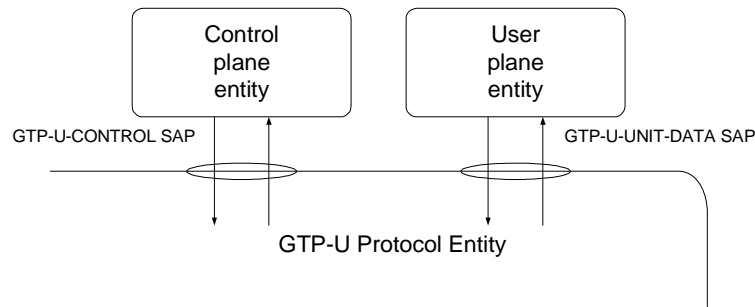 Control
plane
entity
User
plane
entity
GTP-U-CONTROL SAP
GTP-U-UNIT-DATA SAP
GTP-U Protocol Entity